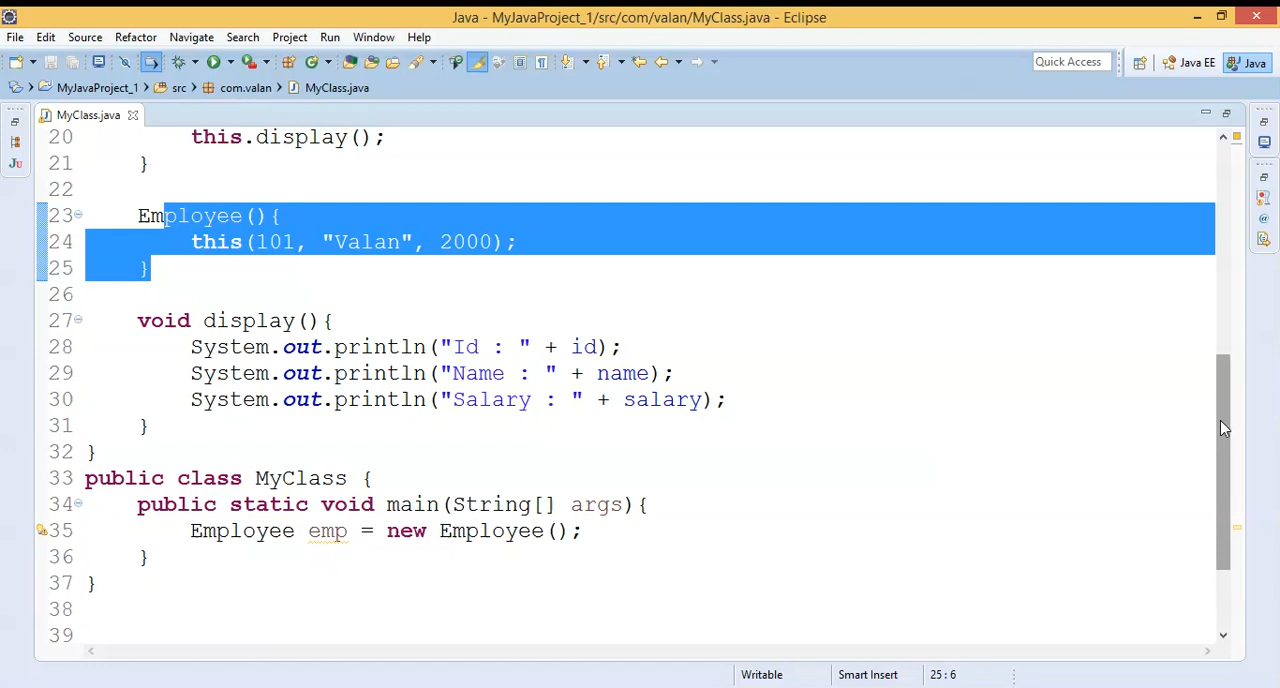 Java - MyJavaProject_1/src/com/valan/MyClass.java - Eclipse
File Edit Source Refactor Navigate Search Project Run Window Help
Quick Access Java EE Java
MyJavaProject_1 src com.valan MyClass.java
MyClass.java
20 this.display();
21 }
22
23 Employee(){
24 this(101, "Valan", 2000);
25 }
26
27 void display(){
28 System.out.println("Id : " + id);
29 System.out.println("Name : " + name);
30 System.out.println("Salary : " + salary);
31 }
32 }
33 public class MyClass {
34 public static void main(String[] args){
35 Employee emp = new Employee();
36 }
37 }
38
39
Writable Smart Insert 25 : 6